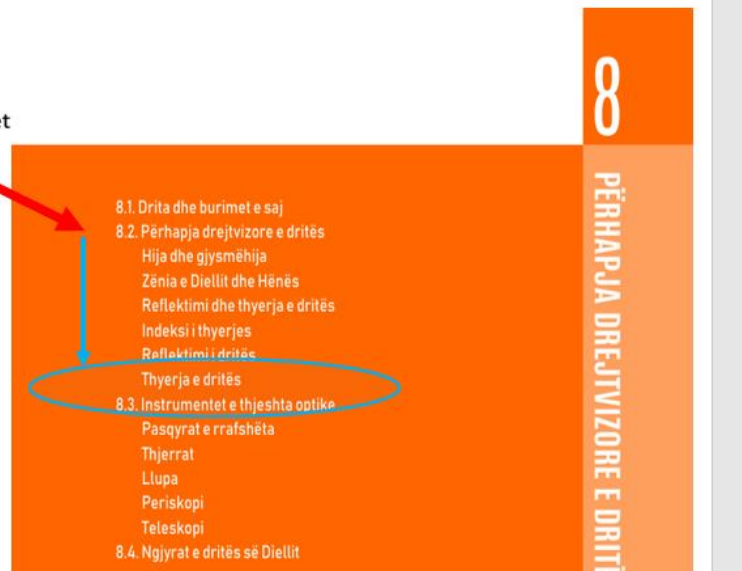 et
8
PËRHAPJA DREJTVIZORE E DRITË
8.1. Drita dhe burimet e saj
8.2. Përhapja drejtvizore e dritës
Hija dhe gjysmëhija
Zënia e Diellit dhe Hënës
Reflektimi dhe thyerja e dritës
Indeksi i thyerjes
Reflektimi i dritës
Thyerja e dritës
8.3. Instrumentet e thjeshta optike
Pasqyrat e rrafshëta
Thjerrat
Llupa
Periskopi
Teleskopi
8.4. Ngjyrat e dritës së Diellit